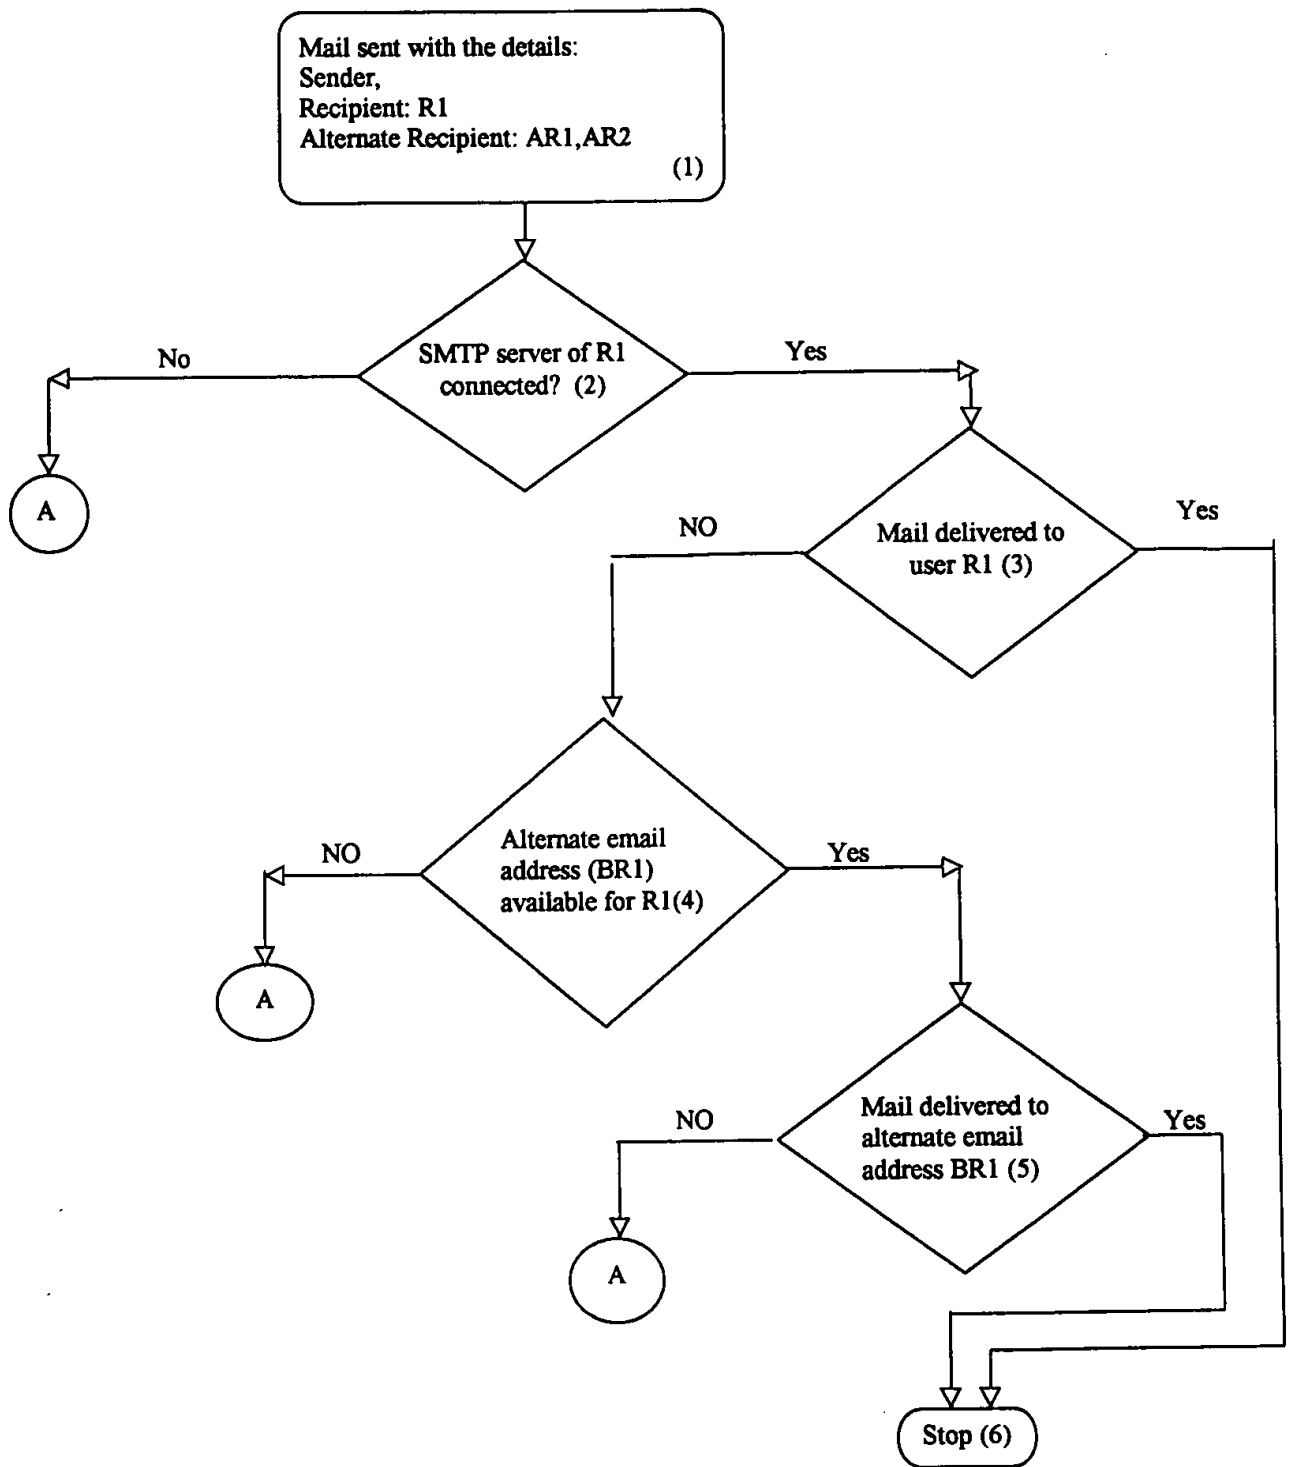 Mail sent with the details:
Sender,
Recipient: R1
Alternate Recipient: AR1,AR2
(1)
No
SMTP server of R1
connected? (2)
Yes
A
NO
Mail delivered to
user R1 (3)
Yes
NO
Alternate email
address (BR1)
available for R1(4)
Yes
A
NO
Mail delivered to
alternate email
address BR1 (5)
Yes
A
Stop (6)